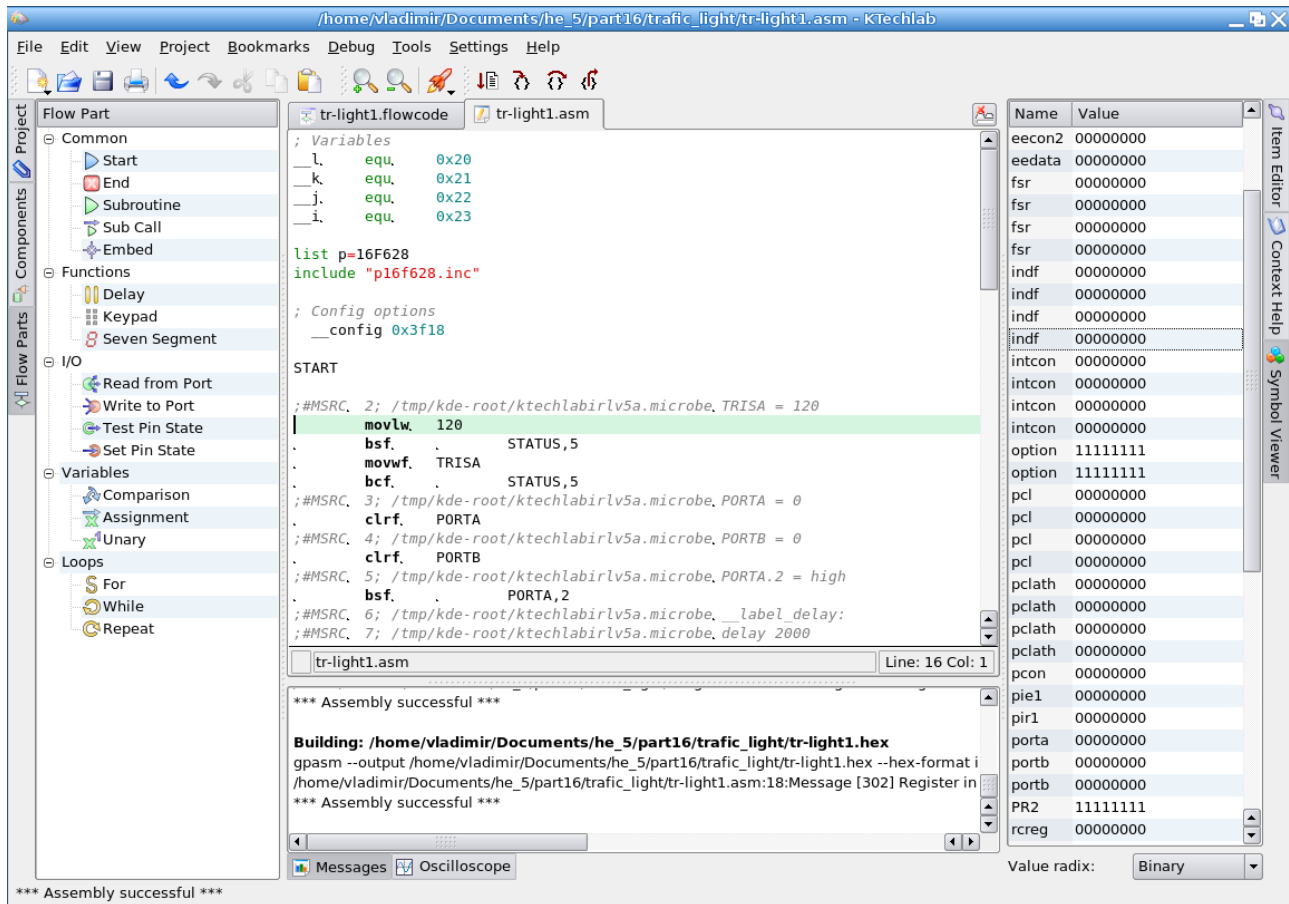 /home/vladimir/Documents/he_5/part16/trafic_light/tr-light1.asm - KTechlab
File Edit View Project Bookmarks Debug Tools Settings Help
Project
Components
Flow Parts
Flow Part
Common
Start
End
Subroutine
Sub Call
Embed
Functions
Delay
Keypad
Seven Segment
I/O
Read from Port
Write to Port
Test Pin State
Set Pin State
Variables
Comparison
Assignment
Unary
Loops
For
While
Repeat
tr-light1.flowcode tr-light1.asm
; Variables
__l equ 0x20
__k equ 0x21
__j equ 0x22
__i equ 0x23
list p=16F628
include "p16f628.inc"
; Config options
__config 0x3f18
START
;#MSRC 2; /tmp/kde-root/ktechlabirlv5a.microbe TRISA = 120
movlw 120
bsf STATUS,5
movwf TRISA
bcf STATUS,5
;#MSRC 3; /tmp/kde-root/ktechlabirlv5a.microbe PORTA = 0
clrf PORTA
;#MSRC 4; /tmp/kde-root/ktechlabirlv5a.microbe PORTB = 0
clrf PORTB
;#MSRC 5; /tmp/kde-root/ktechlabirlv5a.microbe PORTA.2 = high
bsf PORTA,2
;#MSRC 6; /tmp/kde-root/ktechlabirlv5a.microbe __label_delay:
;#MSRC 7; /tmp/kde-root/ktechlabirlv5a.microbe delay 2000
tr-light1.asm Line: 16 Col: 1
*** Assembly successful ***
Building: /home/vladimir/Documents/he_5/part16/trafic_light/tr-light1.hex
gpasm --output /home/vladimir/Documents/he_5/part16/trafic_light/tr-light1.hex --hex-format i
/home/vladimir/Documents/he_5/part16/trafic_light/tr-light1.asm:18:Message [302] Register in
*** Assembly successful ***
Messages Oscilloscope
Name Value
eecon2 00000000
eedata 00000000
fsr 00000000
fsr 00000000
fsr 00000000
fsr 00000000
indf 00000000
indf 00000000
indf 00000000
indf 00000000
intcon 00000000
intcon 00000000
intcon 00000000
intcon 00000000
option 11111111
option 11111111
pcl 00000000
pcl 00000000
pcl 00000000
pcl 00000000
pclath 00000000
pclath 00000000
pclath 00000000
pclath 00000000
pcon 00000000
pie1 00000000
pir1 00000000
porta 00000000
portb 00000000
portb 00000000
PR2 11111111
rcreg 00000000
Value radix: Binary
Item Editor
Context Help
Symbol Viewer
*** Assembly successful ***